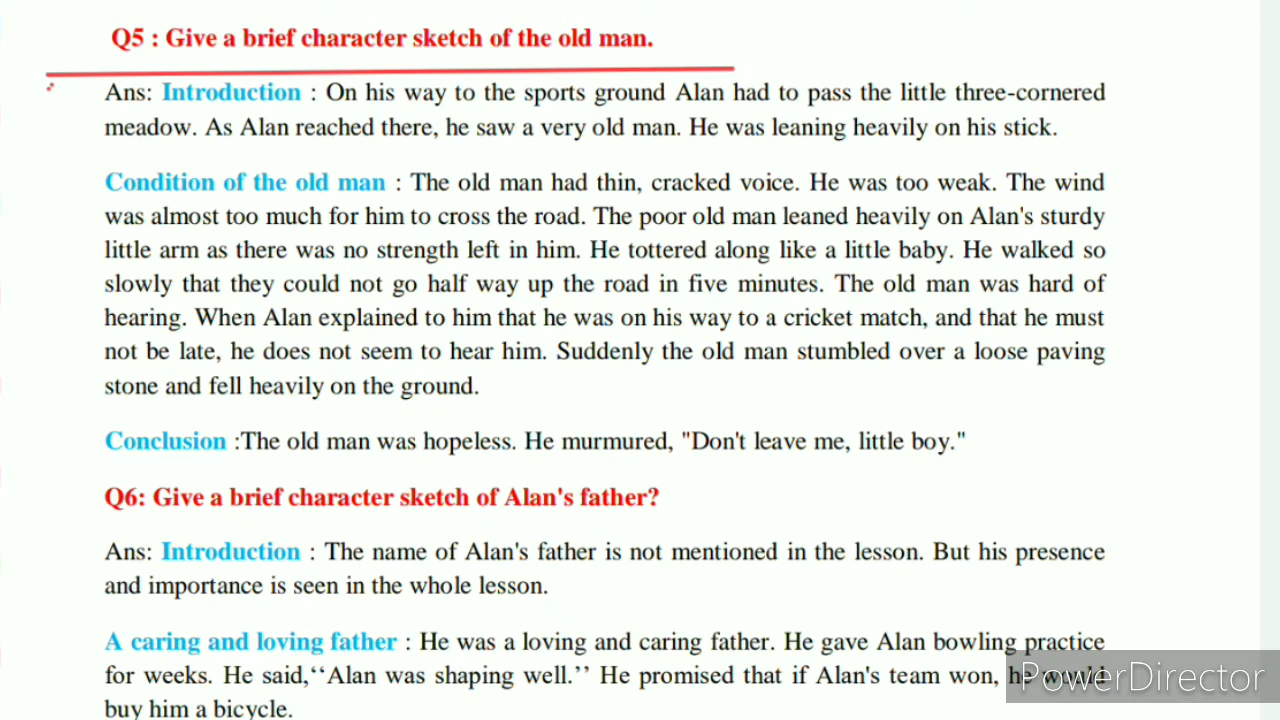 Q5 : Give a brief character sketch of the old man.
Ans: Introduction : On his way to the sports ground Alan had to pass the little three-cornered
meadow. As Alan reached there, he saw a very old man. He was leaning heavily on his stick.
Condition of the old man : The old man had thin, cracked voice. He was too weak. The wind
was almost too much for him to cross the road. The poor old man leaned heavily on Alan's sturdy
little arm as there was no strength left in him. He tottered along like a little baby. He walked so
slowly that they could not go half way up the road in five minutes. The old man was hard of
hearing. When Alan explained to him that he was on his way to a cricket match, and that he must
not be late, he does not seem to hear him. Suddenly the old man stumbled over a loose paving
stone and fell heavily on the ground.
Conclusion :The old man was hopeless. He murmured, "Don't leave me, little boy."
Q6: Give a brief character sketch of Alan's father?
Ans: Introduction : The name of Alan's father is not mentioned in the lesson. But his presence
and importance is seen in the whole lesson.
A caring and loving father : He was a loving and caring father. He gave Alan bowling practice
for weeks. He said,‘‘Alan was shaping well.’’ He promised that if Alan's team won, he would
buy him a bicycle.
PowerDirector